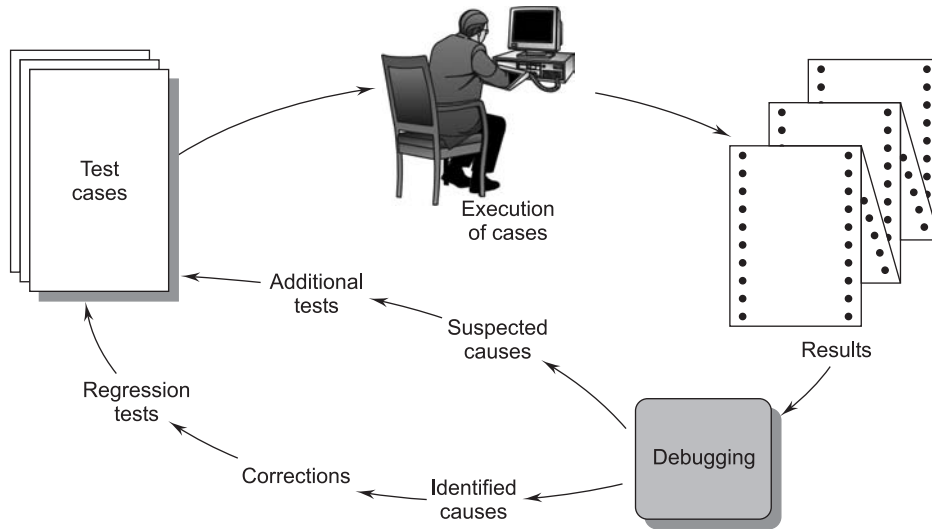 Test
cases
Execution
of cases
Results
Additional
tests
Suspected
causes
Debugging
Regression
tests
Corrections
Identified
causes